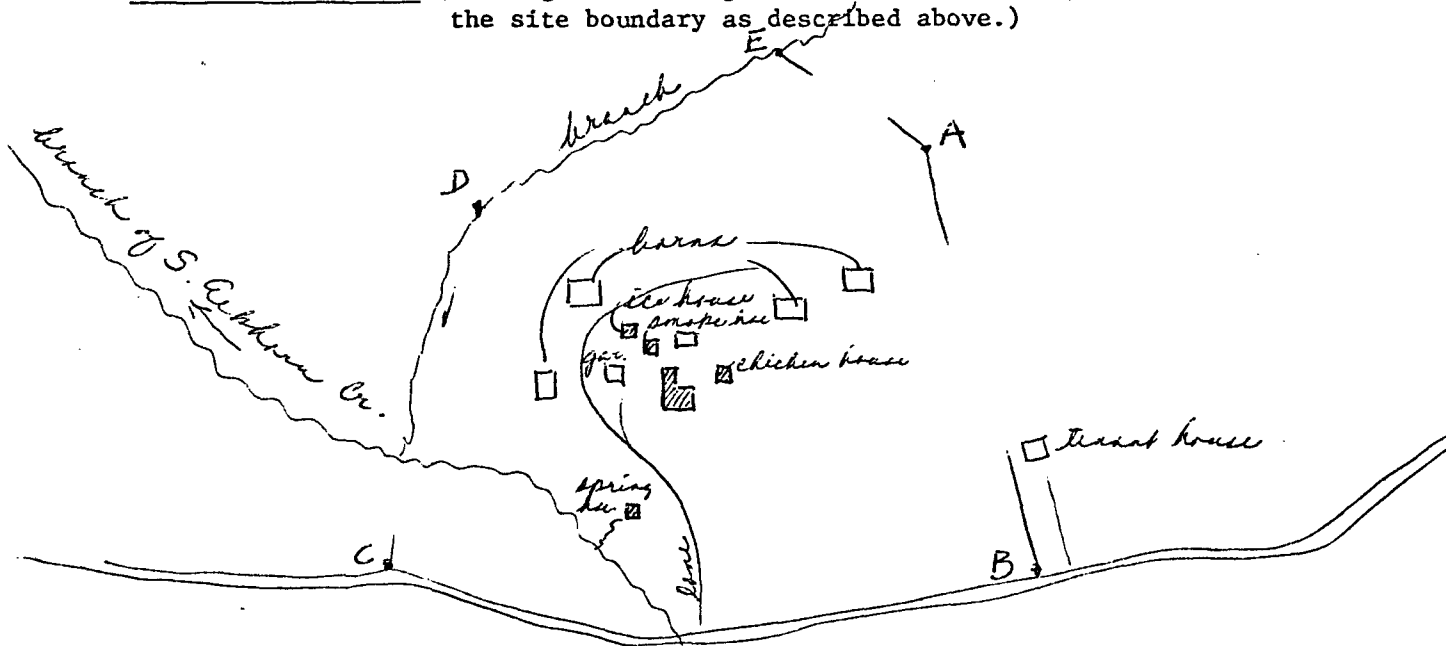 the site boundary as described above.)
E
branch
A
branch of S. Elkhorn Cr.
D
barns
ice house
smoke hse
gar.
chicken house
tenant house
spring
hse.
C
lane
B